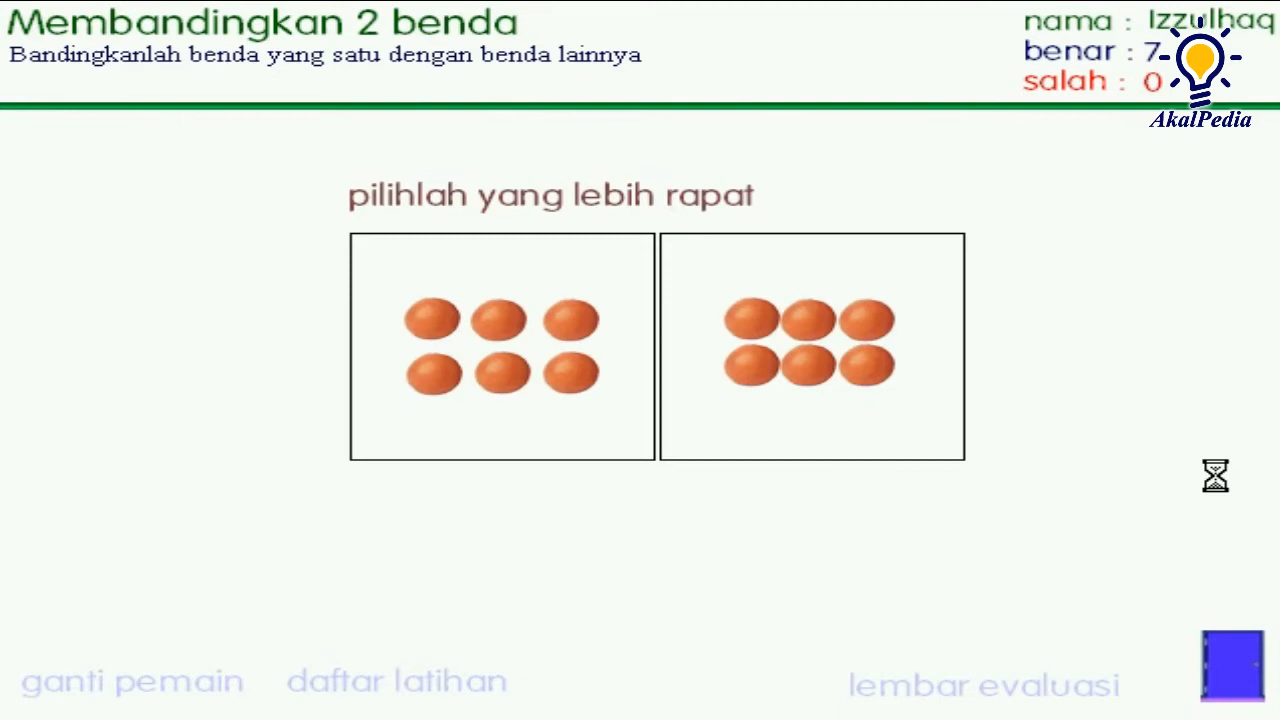 Membandingkan 2 benda
Bandingkanlah benda yang satu dengan benda lainnya
nama : Izzulhaq
benar : 7
salah : 0
AkalPedia
pilihlah yang lebih rapat
ganti pemain daftar latihan lembar evaluasi